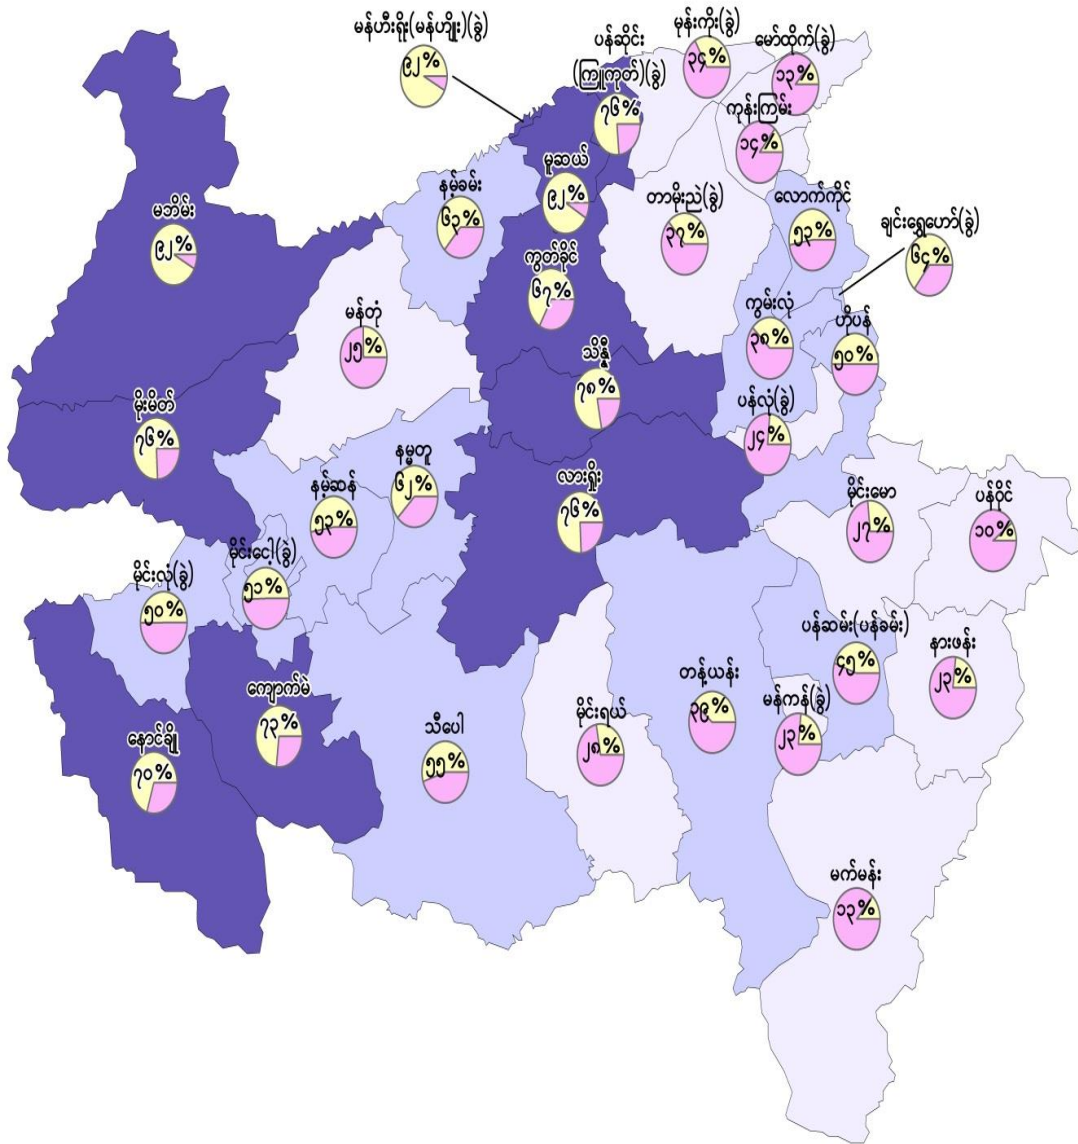 မန်ဟီးရိုး(မန်ဟျိုး)(ခွဲ)
၉၂%
ပန်ဆိုင်း
(ကြူကုတ်)(ခွဲ)
၇၆%
မုန်းကိုး(ခွဲ)
၃၄%
မော်ထိုက်(ခွဲ)
၁၃%
ကုန်းကြမ်း
၁၄%
မူဆယ်
၉၂%
နမ့်ခမ်း
၆၃%
မဘိမ်း
၉၂%
ကွတ်ခိုင်
၆၇%
တာမိုးညဲ(ခွဲ)
၃၇%
လောက်ကိုင်
၅၃%
ချင်းရွှေဟော်(ခွဲ)
၆၄%
မန်တုံ
၂၅%
ကွမ်းလုံ
၃၈%
ဟိုပန်
၅၀%
သိန္နီ
၇၈%
ပန်လုံ(ခွဲ)
၂၄%
မိုးမိတ်
၇၆%
နမ္မတူ
၆၂%
နမ့်ဆန်
၅၃%
လားရှိုး
၇၆%
မိုင်းမော
၂၇%
ပန်ဝိုင်
၁၀%
မိုင်းငေါ့(ခွဲ)
၅၁%
မိုင်းလုံ(ခွဲ)
၅၀%
ပန်ဆမ်း(ပန်ခမ်း)
၄၅%
နားဖန်း
၂၃%
ကျောက်မဲ
၇၃%
တန့်ယန်း
၃၉%
မန်ကန်(ခွဲ)
၂၃%
မိုင်းရယ်
၂၈%
သီပေါ
၅၅%
နောင်ချို
၇၀%
မက်မန်း
၁၃%